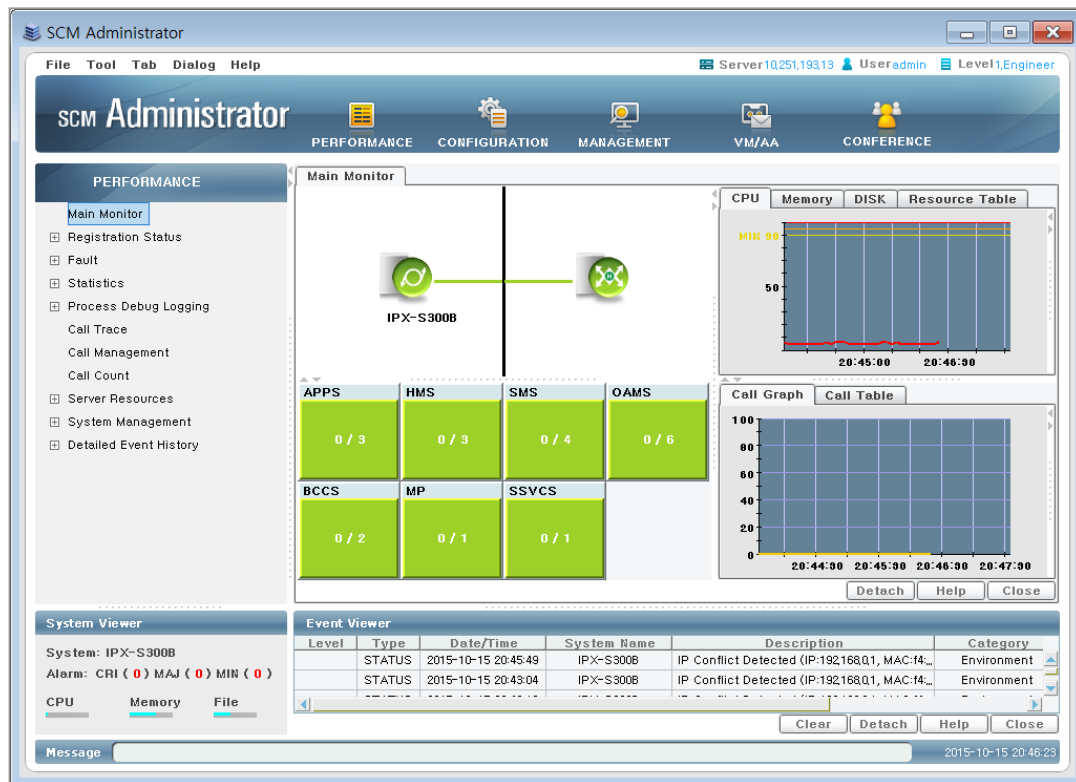 SCM Administrator
File Tool Tab Dialog Help
Server10,251,193,13 Useradmin Level1,Engineer
SCM Administrator
PERFORMANCE CONFIGURATION MANAGEMENT VM/AA CONFERENCE
PERFORMANCE
Main Monitor
Registration Status
Fault
Statistics
Process Debug Logging
Call Trace
Call Management
Call Count
Server Resources
System Management
Detailed Event History
Main Monitor
IPX-S300B
H
APPS HMS SMS OAMS
0 / 3 0 / 3 0 / 4 0 / 6
BCCS MP SSVCS
0 / 2 0 / 1 0 / 1
CPU Memory DISK Resource Table
MIN 90
50
20:45:00 20:46:30
Call Graph Call Table
100
80
60
40
20
0
20:44:30 20:45:30 20:46:30 20:47:30
Detach Help Close
System Viewer
System: IPX-S300B
Alarm: CRI ( 0 ) MAJ ( 0 ) MIN ( 0 )
CPU Memory File
Event Viewer
Level Type Date/Time System Name Description Category
STATUS 2015-10-15 20:45:49 IPX-S300B IP Conflict Detected (IP:192,168,0,1, MAC:f4:... Environment
STATUS 2015-10-15 20:43:04 IPX-S300B IP Conflict Detected (IP:192,168,0,1, MAC:f4:... Environment
Clear Detach Help Close
Message 2015-10-15 20:46:23